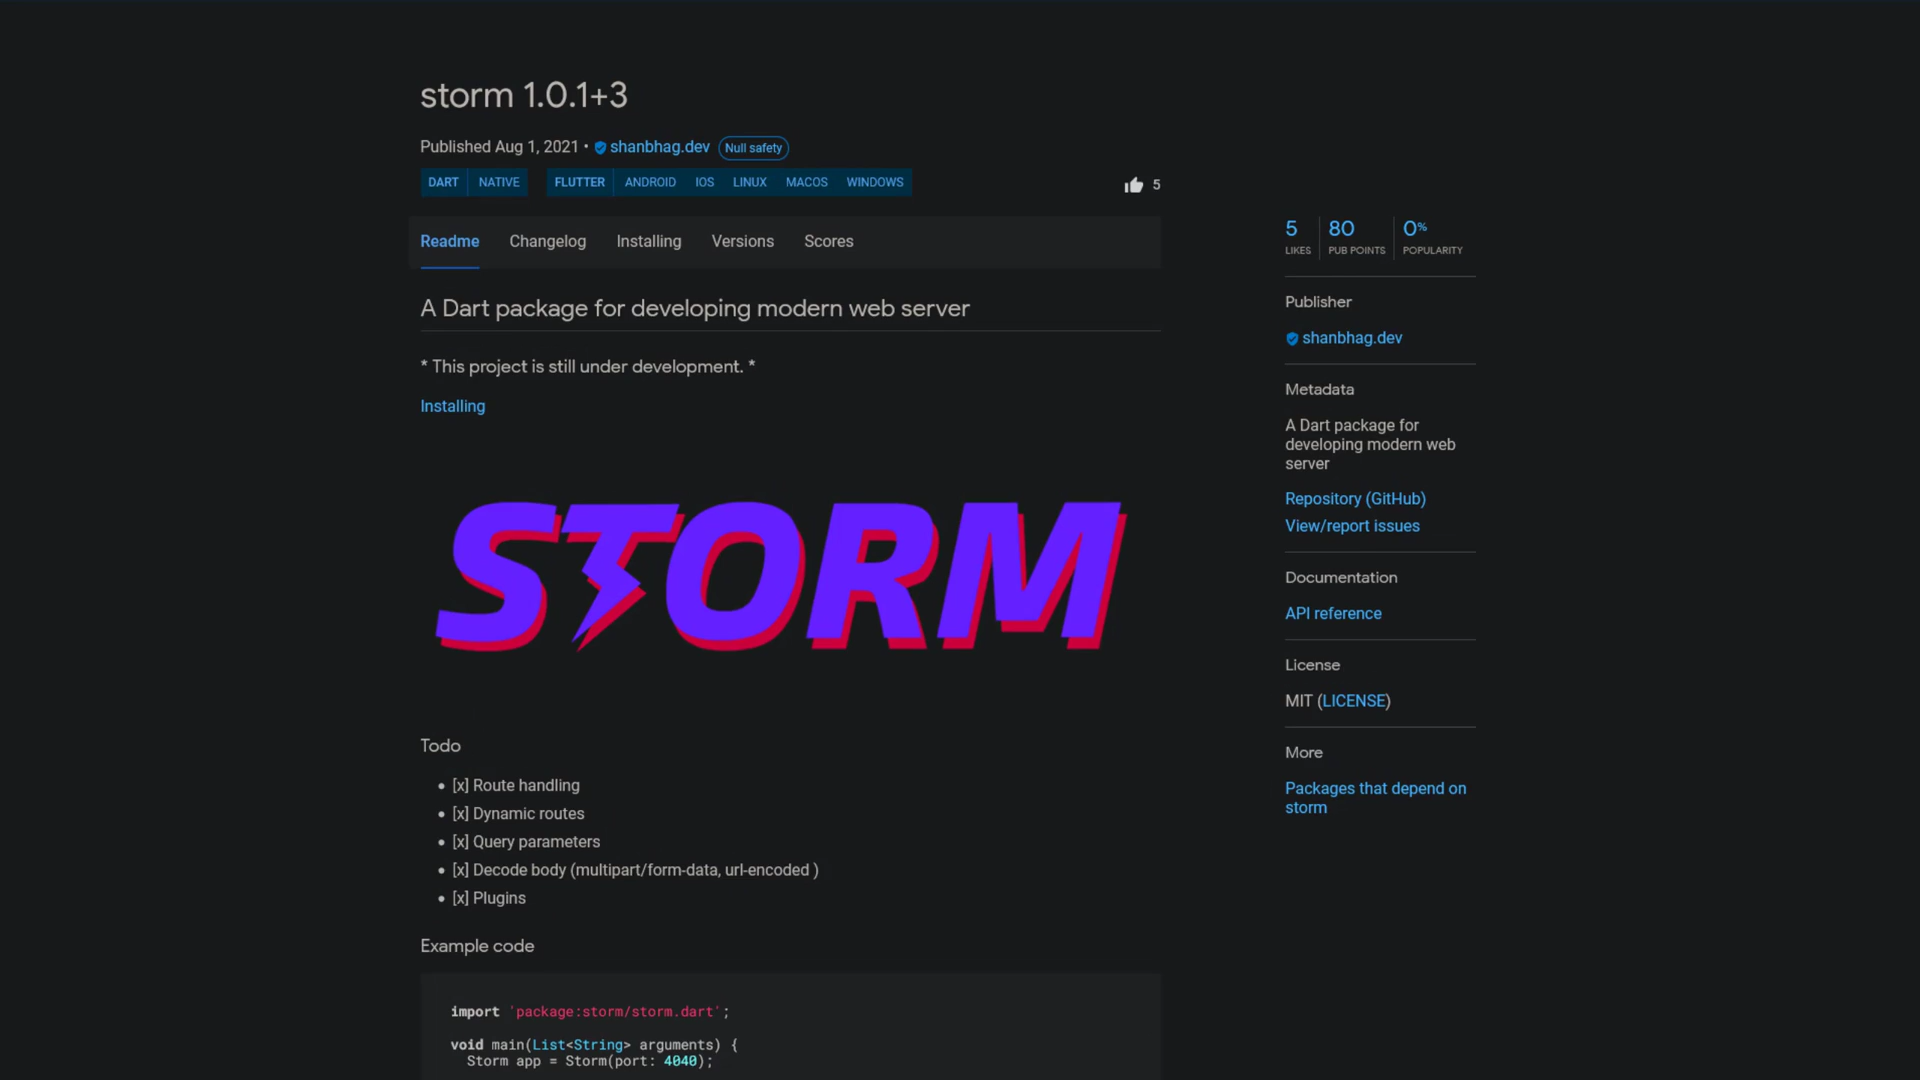 storm 1.0.1+3
Published Aug 1, 2021 • shanbhag.dev Null safety
DART NATIVE FLUTTER ANDROID IOS LINUX MACOS WINDOWS
5
Readme Changelog Installing Versions Scores
A Dart package for developing modern web server
* This project is still under development. *
Installing
STORM
Todo
• [x] Route handling
• [x] Dynamic routes
• [x] Query parameters
• [x] Decode body (multipart/form-data, url-encoded )
• [x] Plugins
Example code
import 'package:storm/storm.dart';
void main(List<String> arguments) {
Storm app = Storm(port: 4040);
5 80 0%
LIKES PUB POINTS POPULARITY
Publisher
shanbhag.dev
Metadata
A Dart package for
developing modern web
server
Repository (GitHub)
View/report issues
Documentation
API reference
License
MIT (LICENSE)
More
Packages that depend on
storm